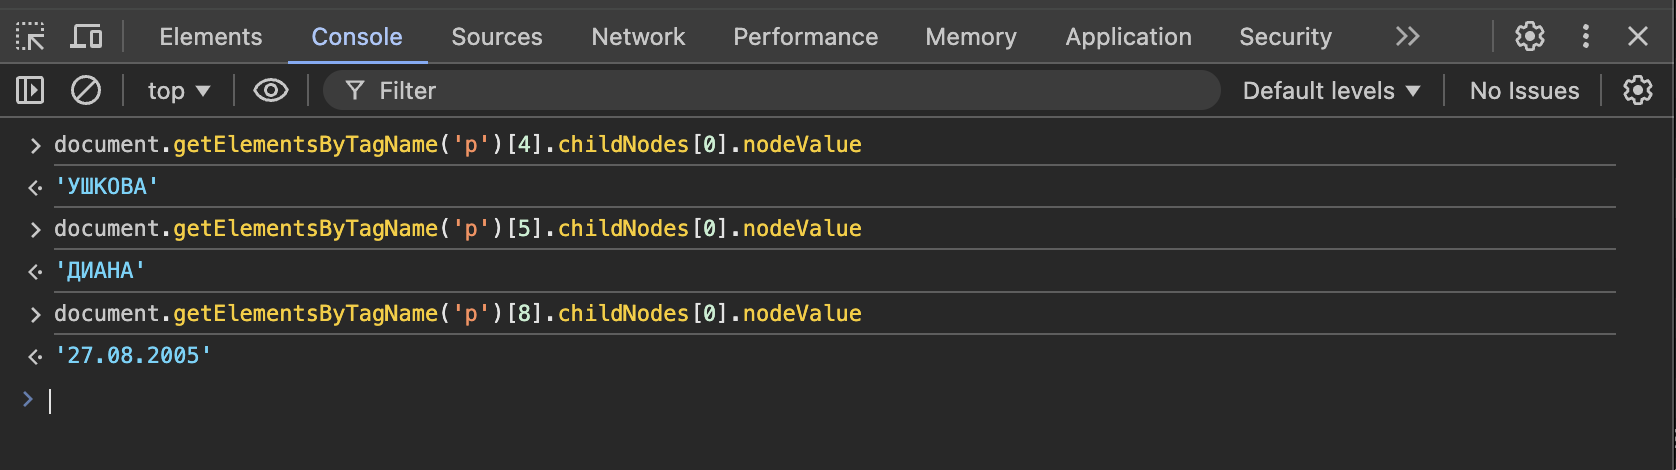 Elements Console Sources Network Performance Memory Application Security
top Filter Default levels No Issues
document.getElementsByTagName('p')[4].childNodes[0].nodeValue
'УШКОВА'
document.getElementsByTagName('p')[5].childNodes[0].nodeValue
'ДИАНА'
document.getElementsByTagName('p')[8].childNodes[0].nodeValue
'27.08.2005'